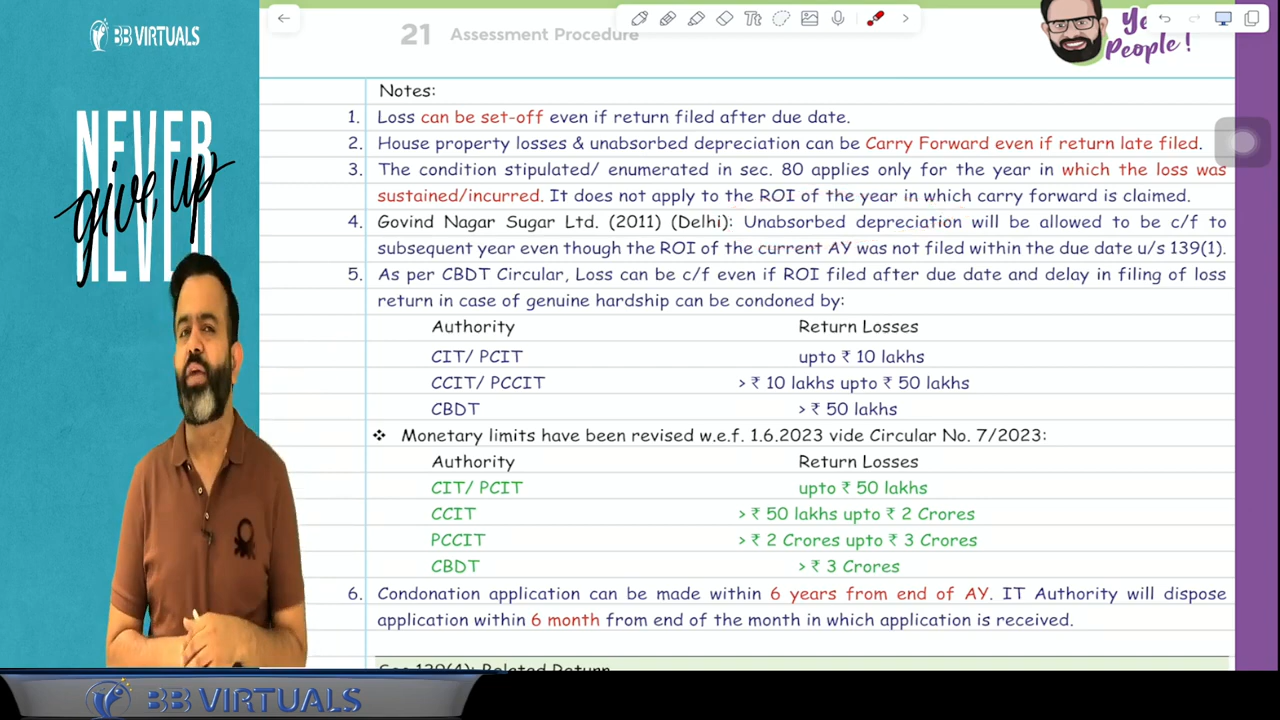 BB VIRTUALS
NEVER
give up
NEVER
21 Assessment Procedure
People !
Notes:
1. Loss can be set-off even if return filed after due date.
2. House property losses & unabsorbed depreciation can be Carry Forward even if return late filed.
3. The condition stipulated/ enumerated in sec. 80 applies only for the year in which the loss was
sustained/incurred. It does not apply to the ROI of the year in which carry forward is claimed.
4. Govind Nagar Sugar Ltd. (2011) (Delhi): Unabsorbed depreciation will be allowed to be c/f to
subsequent year even though the ROI of the current AY was not filed within the due date u/s 139(1).
5. As per CBDT Circular, Loss can be c/f even if ROI filed after due date and delay in filing of loss
return in case of genuine hardship can be condoned by:
Authority Return Losses
CIT/ PCIT upto ₹ 10 lakhs
CCIT/ PCCIT > ₹ 10 lakhs upto ₹ 50 lakhs
CBDT > ₹ 50 lakhs
❖ Monetary limits have been revised w.e.f. 1.6.2023 vide Circular No. 7/2023:
Authority Return Losses
CIT/ PCIT upto ₹ 50 lakhs
CCIT > ₹ 50 lakhs upto ₹ 2 Crores
PCCIT > ₹ 2 Crores upto ₹ 3 Crores
CBDT > ₹ 3 Crores
6. Condonation application can be made within 6 years from end of AY. IT Authority will dispose
application within 6 month from end of the month in which application is received.
BB VIRTUALS